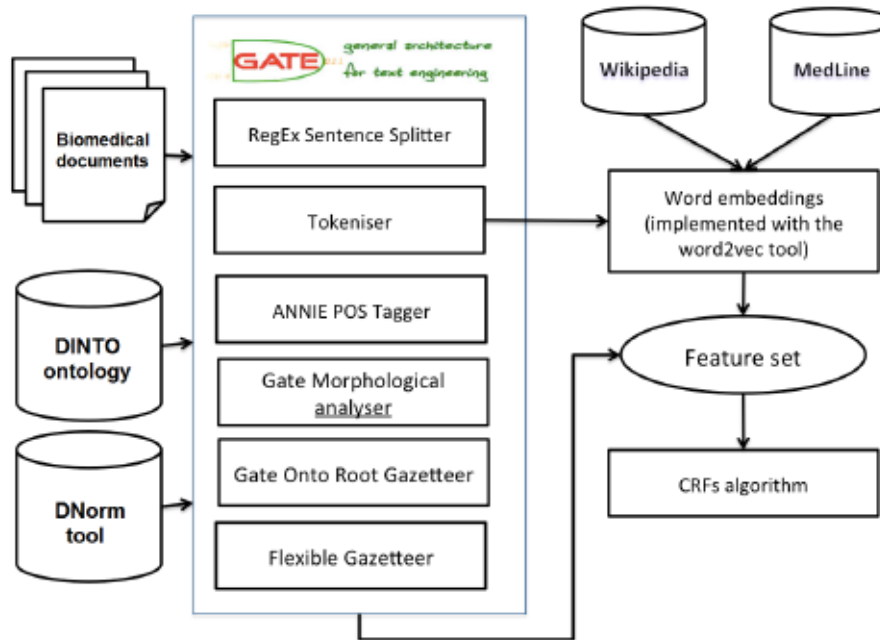 GATE
general architecture
for text engineering
Biomedical
documents
DINTO
ontology
DNorm
tool
RegEx Sentence Splitter
Tokeniser
ANNIE POS Tagger
Gate Morphological
analyser
Gate Onto Root Gazetteer
Flexible Gazetteer
Wikipedia
MedLine
Word embeddings
(implemented with the
word2vec tool)
Feature set
CRFs algorithm